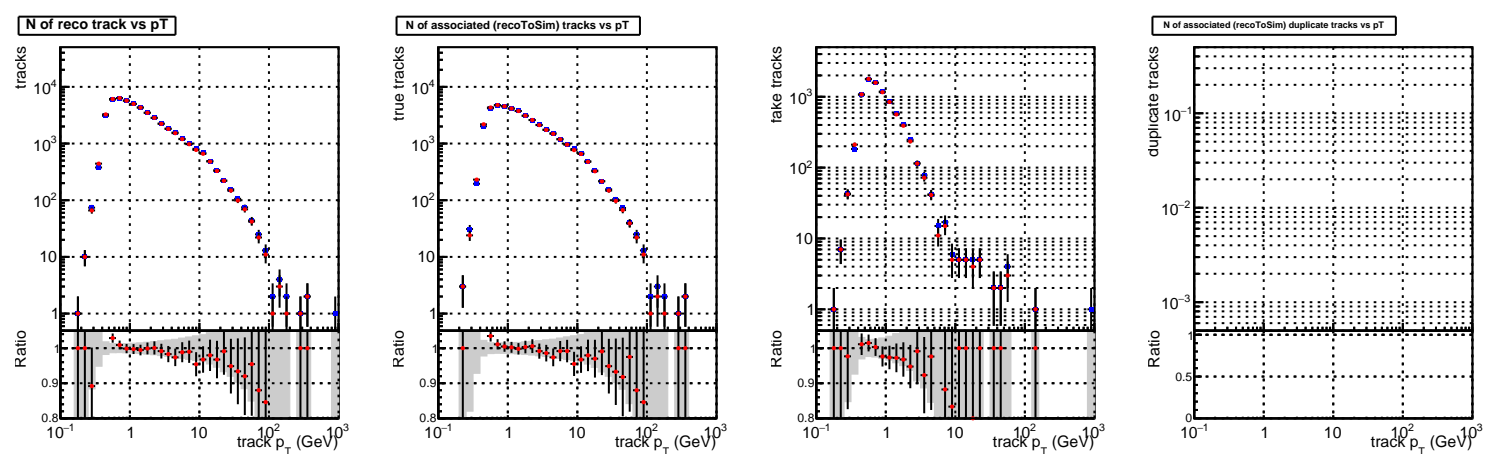 N of reco track vs pT
tracks
10⁴
10³
10²
10
1
Ratio
1
0.9
0.8
10⁻¹ 1 10 10² 10³
track p_T (GeV)
N of associated (recoToSim) tracks vs pT
true tracks
10⁴
10³
10²
10
1
Ratio
1
0.9
0.8
10⁻¹ 1 10 10² 10³
track p_T (GeV)
fake tracks
10³
10²
10
1
Ratio
1
0.9
0.8
10⁻¹ 1 10 10² 10³
track p_T (GeV)
N of associated (recoToSim) duplicate tracks vs pT
duplicate tracks
10⁻¹
10⁻²
10⁻³
Ratio
1
0.5
0
10⁻¹ 1 10 10² 10³
track p_T (GeV)